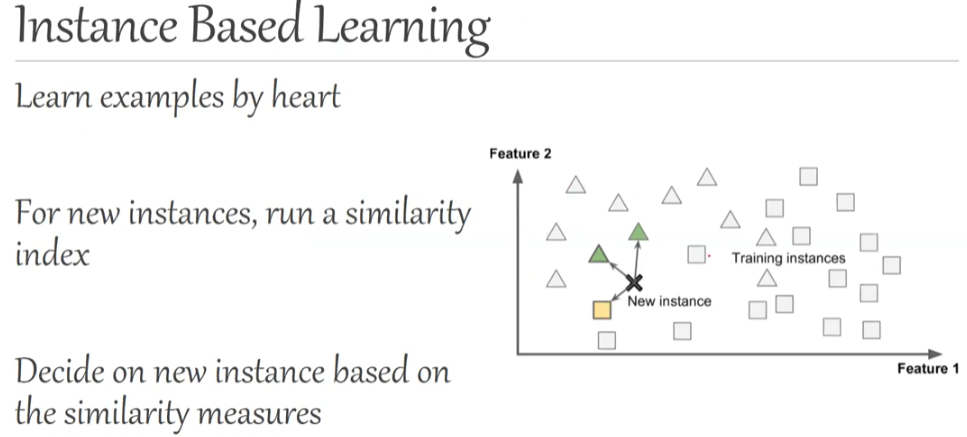 Instance Based Learning
Learn examples by heart
For new instances, run a similarity
index
Decide on new instance based on
the similarity measures
Feature 2
Training instances
New instance
Feature 1